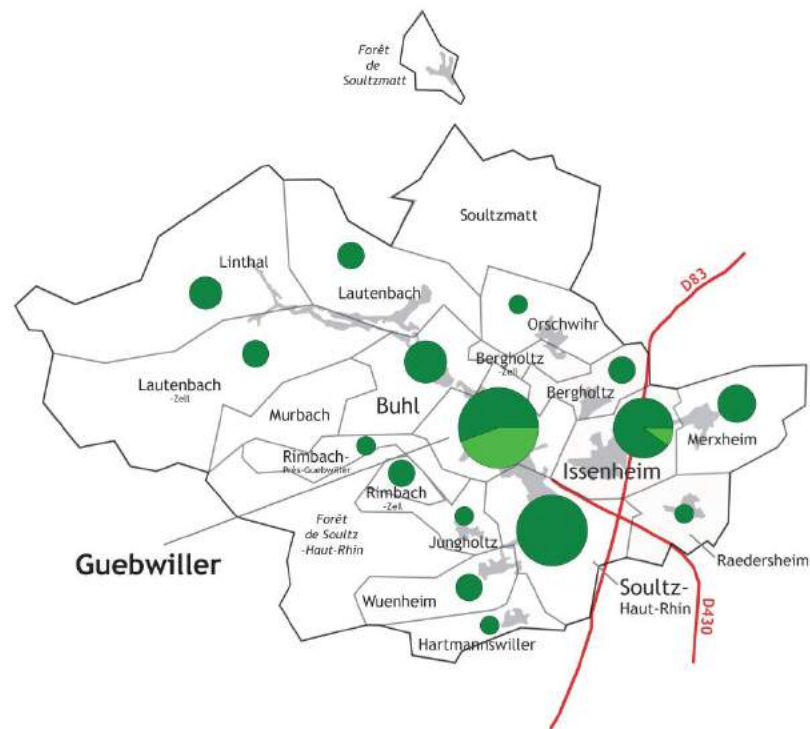 Forêt
de
Soultzmatt
Soultzmatt
D83
Linthal
Lautenbach
Orschwihr
Bergholtz
-Zell
Bergholtz
Lautenbach
-Zell
Murbach
Buhl
Merxheim
Rimbach-
Près-Guebwiller
Issenheim
Rimbach
-Zell
Forêt
de Soultz
-Haut-Rhin
Jungholtz
Guebwiller
Raedersheim
Wuenheim
Soultz-
Haut-Rhin
D430
Hartmannswiller